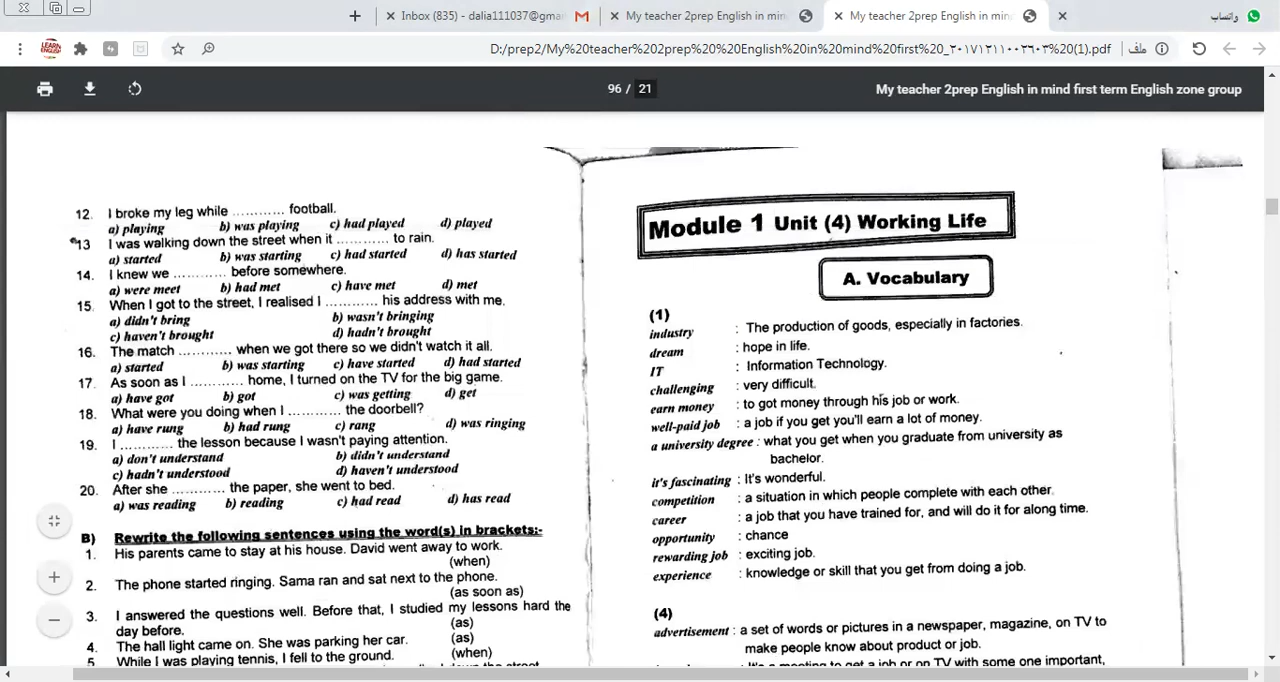 Inbox (835) - dalia111037@gmai
My teacher 2prep English in mind
My teacher 2prep English in mind
واتساب
D:/prep2/My%20teacher%202prep%20%20English%20in%20mind%20first%20_٢٠١٧١٢١١٠٠٢٦٠٣%20(1).pdf
ملف
96 / 21
My teacher 2prep English in mind first term English zone group
12. I broke my leg while ............ football.
a) playing b) was playing c) had played d) played
*13 I was walking down the street when it ............ to rain.
a) started b) was starting c) had started d) has started
14. I knew we ............ before somewhere.
a) were meet b) had met c) have met d) met
15. When I got to the street, I realised I ............ his address with me.
a) didn't bring b) wasn't bringing
c) haven't brought d) hadn't brought
16. The match ............ when we got there so we didn't watch it all.
a) started b) was starting c) have started d) had started
17. As soon as I ............ home, I turned on the TV for the big game.
a) have got b) got c) was getting d) get
18. What were you doing when I ............ the doorbell?
a) have rung b) had rung c) rang d) was ringing
19. I ............ the lesson because I wasn't paying attention.
a) don't understand b) didn't understand
c) hadn't understood d) haven't understood
20. After she ............ the paper, she went to bed.
a) was reading b) reading c) had read d) has read
B) Rewrite the following sentences using the word(s) in brackets:-
1. His parents came to stay at his house. David went away to work.
(when)
2. The phone started ringing. Sama ran and sat next to the phone.
(as soon as)
3. I answered the questions well. Before that, I studied my lessons hard the
day before. (as)
4. The hall light came on. She was parking her car. (as)
5 While I was playing tennis, I fell to the ground. (when)
Module 1 Unit (4) Working Life
A. Vocabulary
(1)
industry : The production of goods, especially in factories.
dream : hope in life.
IT : Information Technology.
challenging : very difficult.
earn money : to got money through his job or work.
well-paid job : a job if you get you'll earn a lot of money.
a university degree : what you get when you graduate from university as
bachelor.
it's fascinating : It's wonderful.
competition : a situation in which people complete with each other.
career : a job that you have trained for, and will do it for along time.
opportunity : chance
rewarding job : exciting job.
experience : knowledge or skill that you get from doing a job.
(4)
advertisement : a set of words or pictures in a newspaper, magazine, on TV to
make people know about product or job.
: It's a meeting to get a job or on TV with some one important,